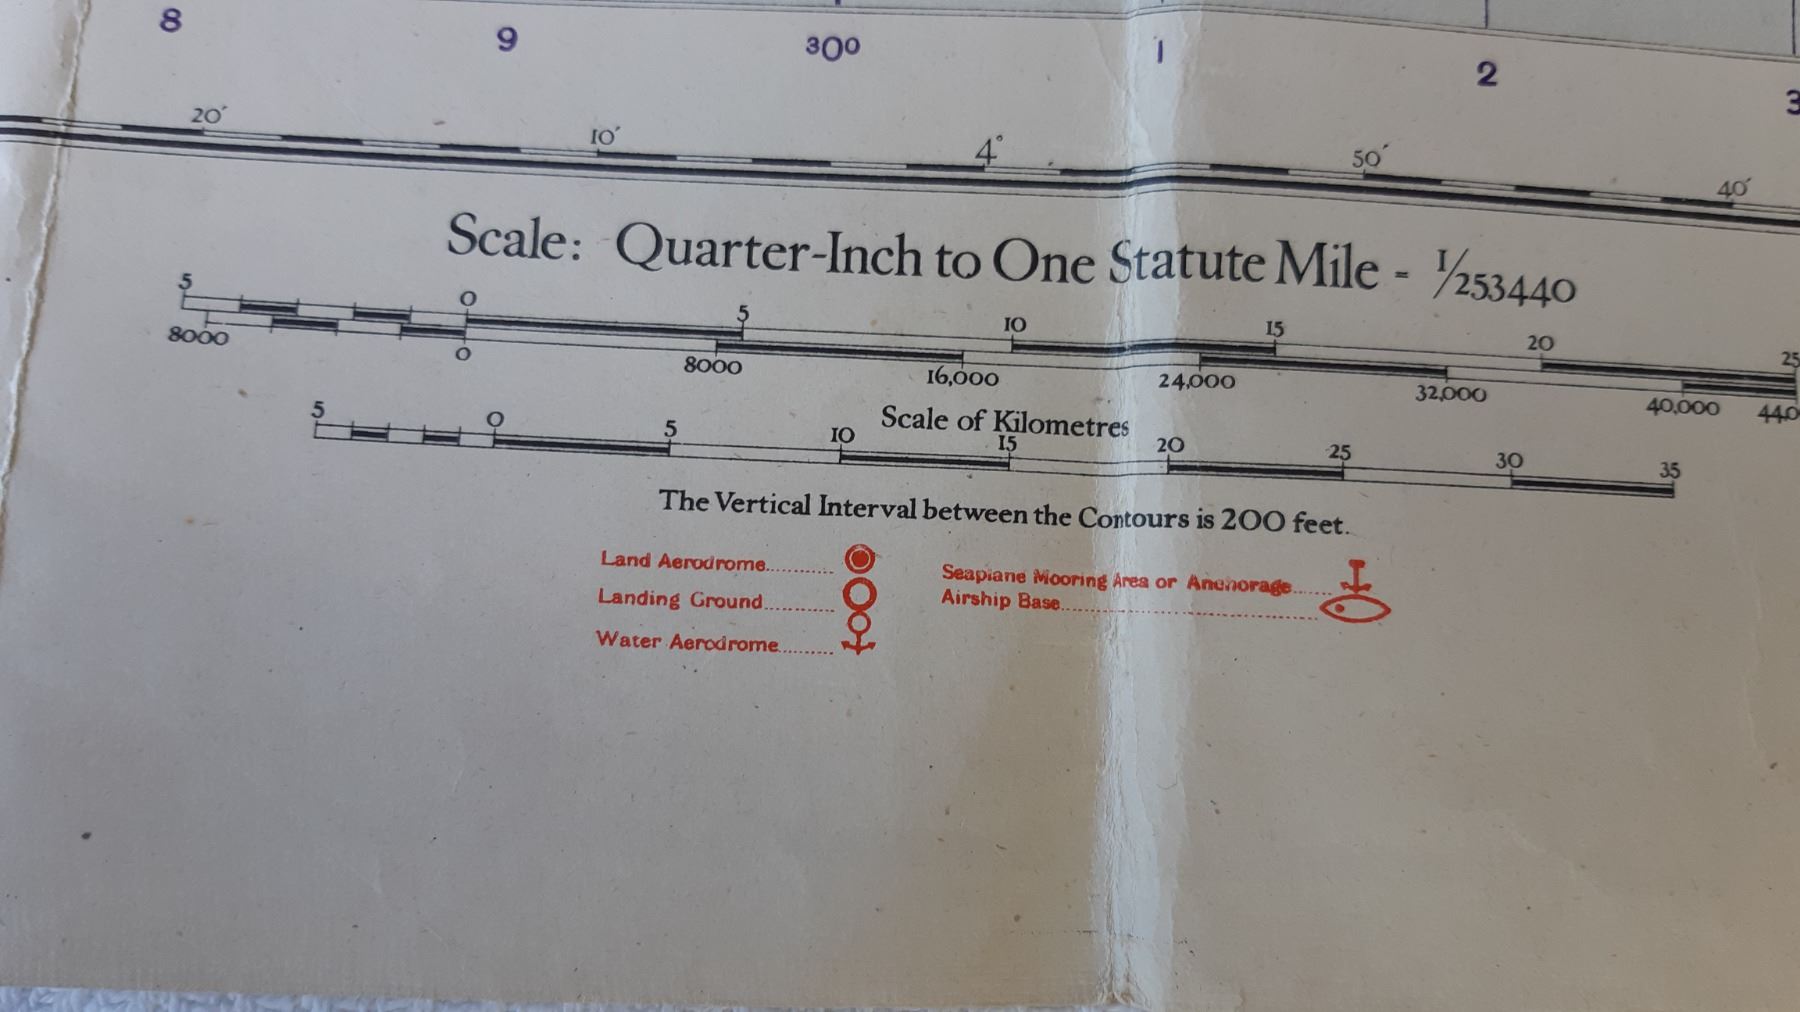 8 9 300 1 2 3
20′ 10′ 4° 50′ 40′
Scale: Quarter-Inch to One Statute Mile - 1/253440
5 0 5 10 15 20 25
8000 0 8000 16,000 24,000 32,000 40,000 440
Scale of Kilometres
5 0 5 10 15 20 25 30 35
The Vertical Interval between the Contours is 200 feet.
Land Aerodrome............
Landing Ground............
Water Aerodrome.........
Seaplane Mooring Area or Anchorage......
Airship Base............................................